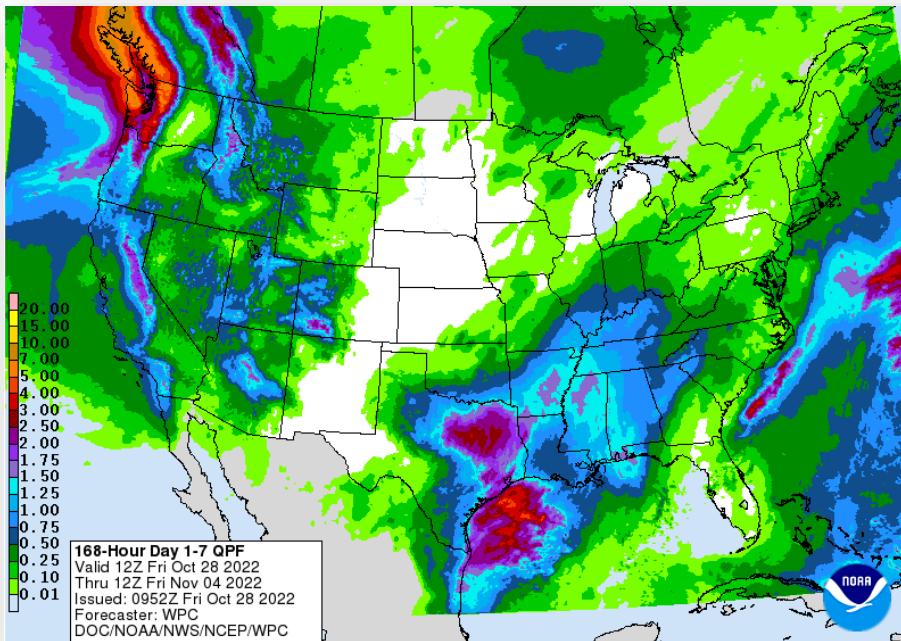 20.00
15.00
10.00
7.00
5.00
4.00
3.00
2.50
2.00
1.75
1.50
1.25
1.00
0.75
0.50
0.25
0.10
0.01
168-Hour Day 1-7 QPF
Valid 12Z Fri Oct 28 2022
Thru 12Z Fri Nov 04 2022
Issued: 0952Z Fri Oct 28 2022
Forecaster: WPC
DOC/NOAA/NWS/NCEP/WPC
NOAA